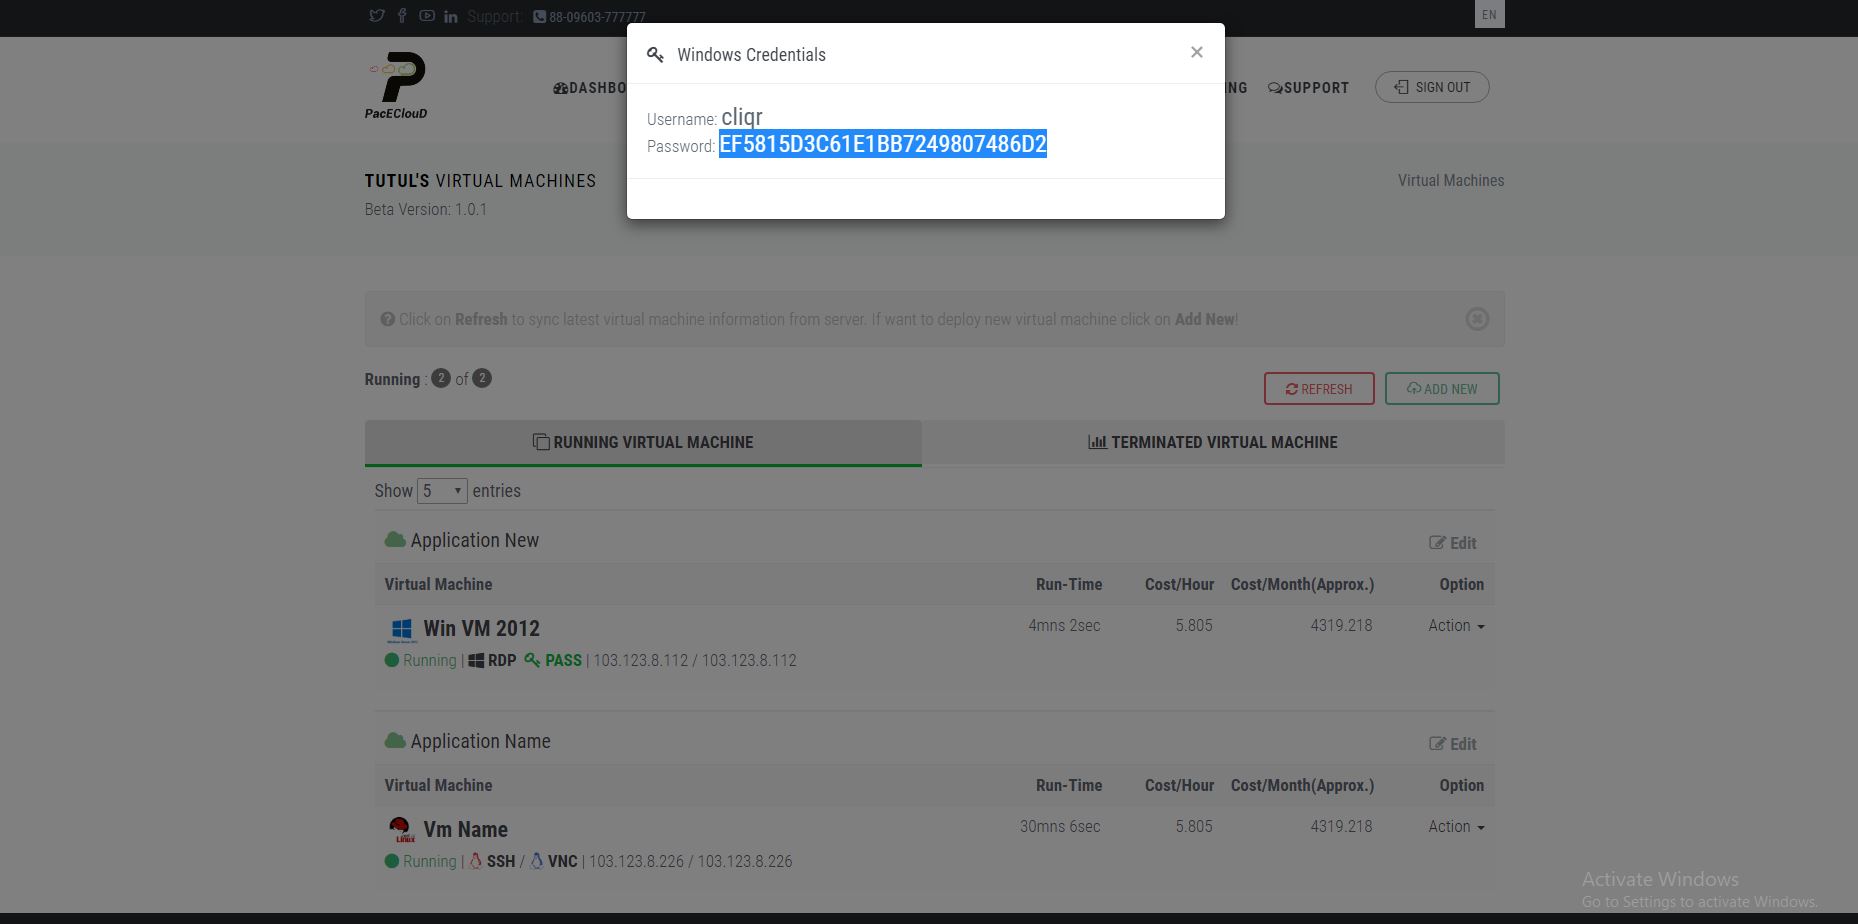 Support: 88-09603-777777 EN
Windows Credentials ×
PacECloud
DASHBO NG SUPPORT SIGN OUT
Username: cliqr
Password: EF5815D3C61E1BB7249807486D2
TUTUL'S VIRTUAL MACHINES Virtual Machines
Beta Version: 1.0.1
Click on Refresh to sync latest virtual machine information from server. If want to deploy new virtual machine click on Add New!
Running : 2 of 2 REFRESH ADD NEW
RUNNING VIRTUAL MACHINE TERMINATED VIRTUAL MACHINE
Show 5 entries
Application New Edit
Virtual Machine Run-Time Cost/Hour Cost/Month(Approx.) Option
Win VM 2012 4mns 2sec 5.805 4319.218 Action
Running | RDP PASS | 103.123.8.112 / 103.123.8.112
Application Name Edit
Virtual Machine Run-Time Cost/Hour Cost/Month(Approx.) Option
Vm Name 30mns 6sec 5.805 4319.218 Action
Running | SSH / VNC | 103.123.8.226 / 103.123.8.226
Activate Windows
Go to Settings to activate Windows.